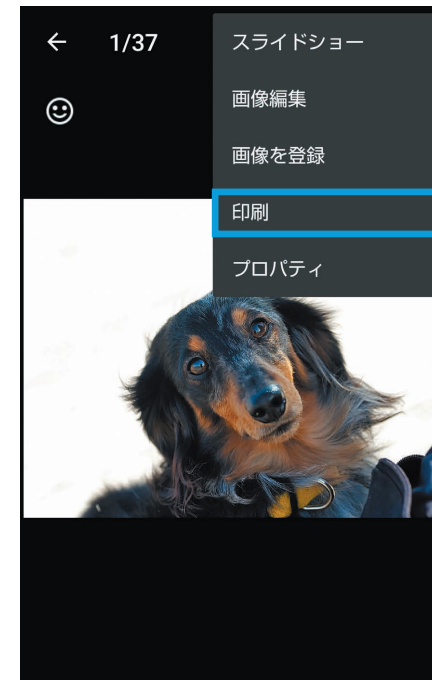 1/37
スライドショー
画像編集
画像を登録
印刷
プロパティ